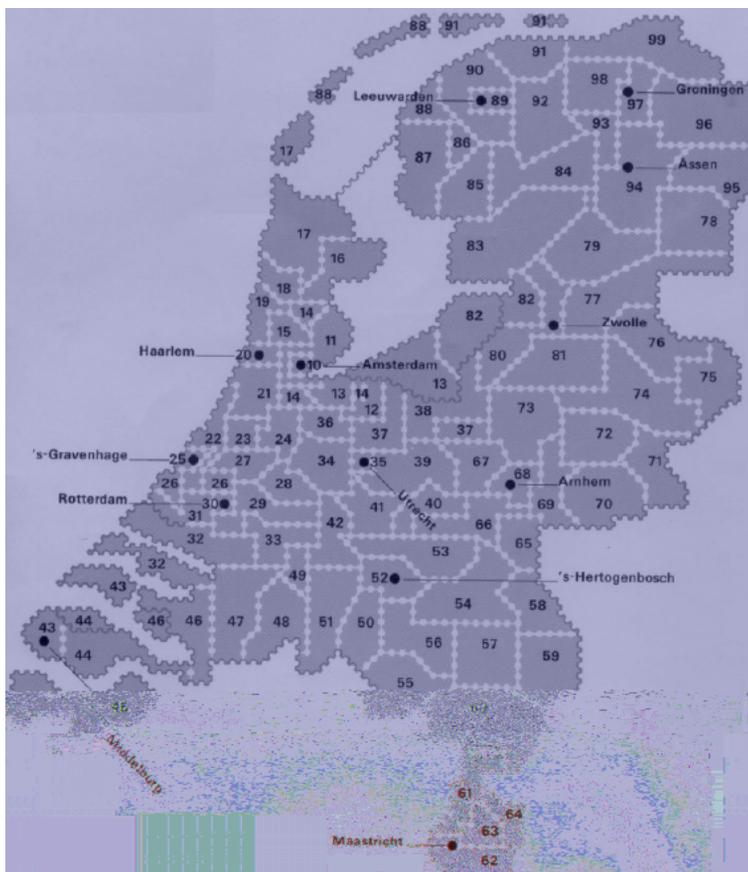 88 91 91
99
91
90 98
Leeuwarden 89 92 97 Groningen
88 88
93 96
17 87 86
84 Assen
85 94 95
17 78
16 83 79
18
19 14 82 77
15 11 82 Zwolle
Haarlem 20 76
10 Amsterdam 80 81
13 75
21 14 13 14 74
12 38 73
36
22 23 24 37 37 72
's-Gravenhage 25 27 34 35 39 67 71
26 26 28 68 Arnhem
Rotterdam 30 29 Utrecht 40 69 70
31 41
42 66
32 33 53 65
32 49
43 52 's-Hertogenbosch
54 58
43 44 46 46 47 48 51 50
44 56 57 59
55
Middelburg
61
64
63
Maastricht
62